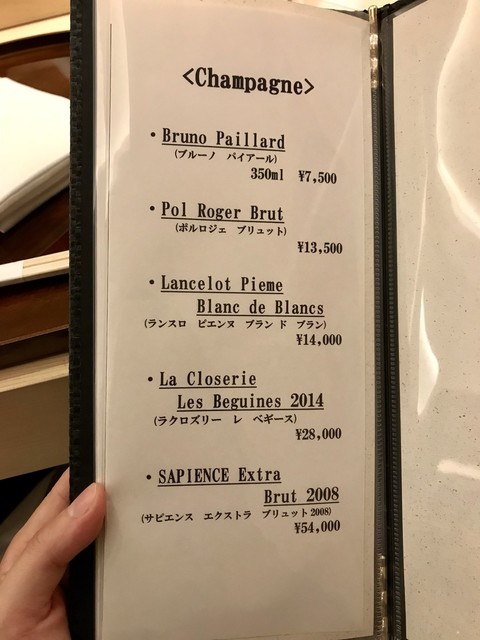 <Champagne>
・Bruno Paillard
(ブルーノ パイアール)
350ml ¥7,500
・Pol Roger Brut
(ポルロジェ ブリュット)
¥13,500
・Lancelot Pieme
Blanc de Blancs
(ランスロ ピエンヌ ブラン ド ブラン)
¥14,000
・La Closerie
Les Beguines 2014
(ラクロズリー レ ベギース)
¥28,000
・SAPIENCE Extra
Brut 2008
(サピエンス エクストラ ブリュット2008)
¥54,000